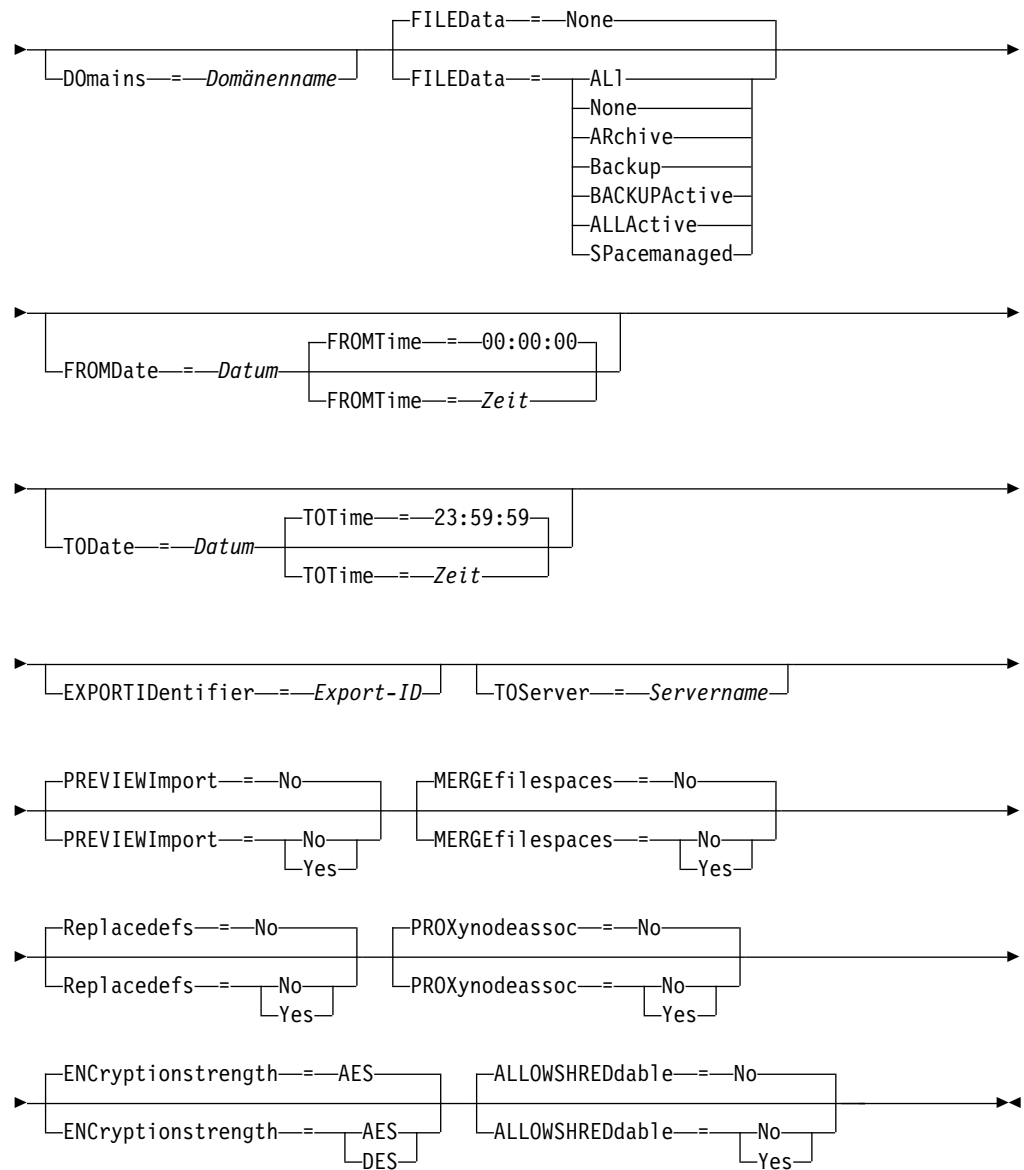 FILEData = None
DOmains = Domänenname FILEData = ALl
None
ARchive
Backup
BACKUPActive
ALLActive
SPacemanaged
FROMTime = 00:00:00
FROMDate = Datum
FROMTime = Zeit
TOTime = 23:59:59
TODate = Datum
TOTime = Zeit
EXPORTIDentifier = Export-ID TOServer = Servername
PREVIEWImport = No MERGEfilespaces = No
PREVIEWImport = No MERGEfilespaces = No
Yes Yes
Replacedefs = No PROXynodeassoc = No
Replacedefs = No PROXynodeassoc = No
Yes Yes
ENCryptionstrength = AES ALLOWSHREDdable = No
ENCryptionstrength = AES ALLOWSHREDdable = No
DES Yes